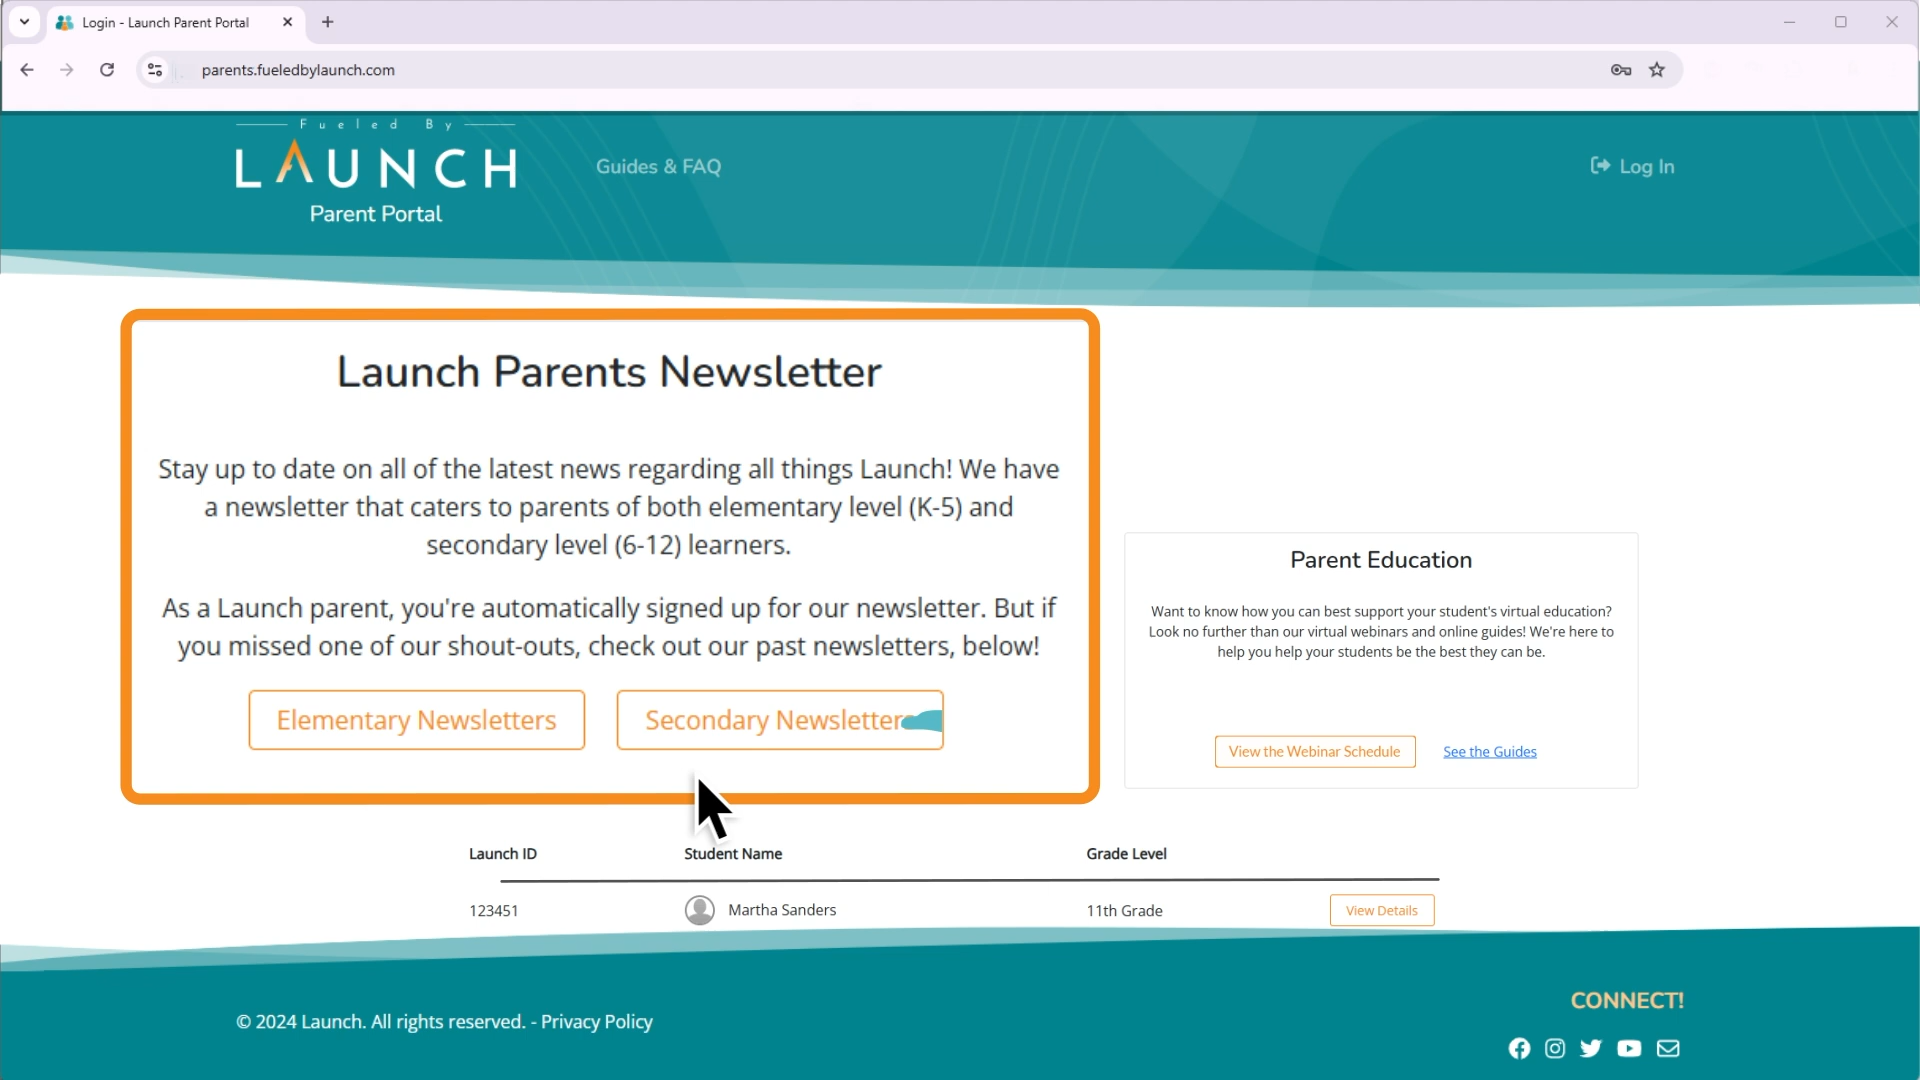 Login - Launch Parent Portal
parents.fueledbylaunch.com
Fueled By
LAUNCH
Parent Portal
Guides & FAQ
Log In
Launch Parents Newsletter
Stay up to date on all of the latest news regarding all things Launch! We have
a newsletter that caters to parents of both elementary level (K-5) and
secondary level (6-12) learners.
As a Launch parent, you're automatically signed up for our newsletter. But if
you missed one of our shout-outs, check out our past newsletters, below!
Elementary Newsletters
Secondary Newsletters
Parent Education
Want to know how you can best support your student's virtual education?
Look no further than our virtual webinars and online guides! We're here to
help you help your students be the best they can be.
View the Webinar Schedule
See the Guides
Launch ID Student Name Grade Level
123451 Martha Sanders 11th Grade View Details
© 2024 Launch. All rights reserved. - Privacy Policy
CONNECT!